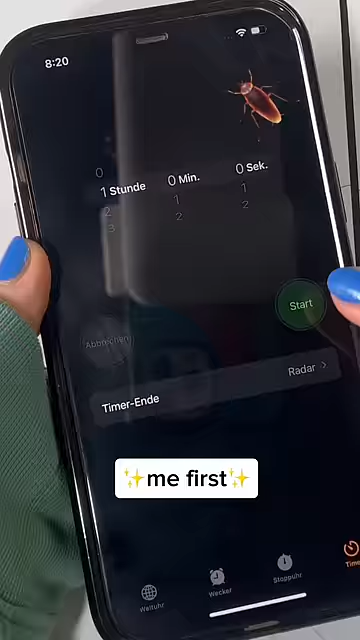 8:20
0
1 Stunde 0 Min. 0 Sek.
2 1 1
3 2 2
Start
Abbrechen
Timer-Ende Radar >
✨me first✨
Weltuhr Wecker Stoppuhr Timer